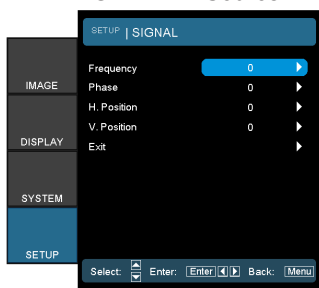 SETUP | SIGNAL
IMAGE
DISPLAY
SYSTEM
SETUP
Frequency 0
Phase 0
H. Position 0
V. Position 0
Exit
Select: Enter: Enter Back: Menu